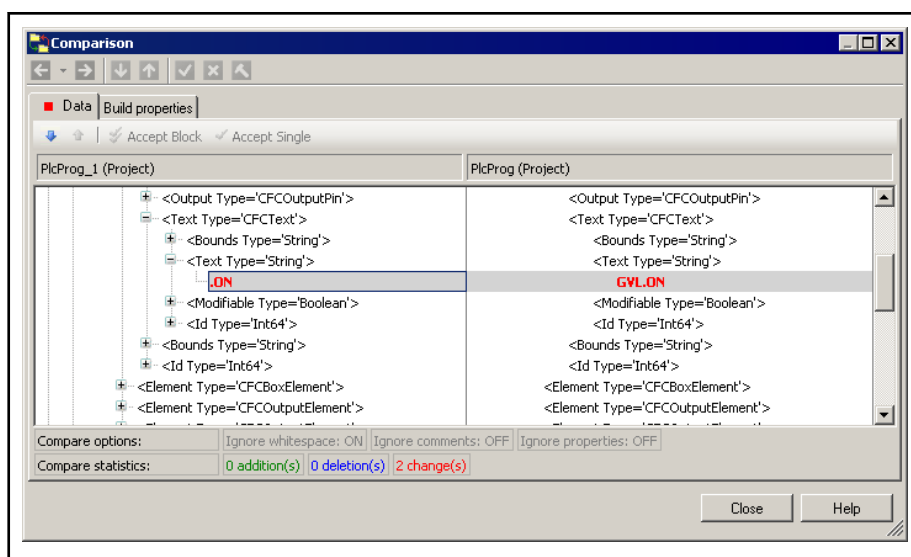 Comparison
Data Build properties
Accept Block Accept Single
PlcProg_1 (Project) PlcProg (Project)
<Output Type='CFCOutputPin'> <Output Type='CFCOutputPin'>
<Text Type='CFCText'> <Text Type='CFCText'>
<Bounds Type='String'> <Bounds Type='String'>
<Text Type='String'> <Text Type='String'>
.ON GVL.ON
<Modifiable Type='Boolean'> <Modifiable Type='Boolean'>
<Id Type='Int64'> <Id Type='Int64'>
<Bounds Type='String'> <Bounds Type='String'>
<Id Type='Int64'> <Id Type='Int64'>
<Element Type='CFCBoxElement'> <Element Type='CFCBoxElement'>
<Element Type='CFCOutputElement'> <Element Type='CFCOutputElement'>
Compare options: Ignore whitespace: ON Ignore comments: OFF Ignore properties: OFF
Compare statistics: 0 addition(s) 0 deletion(s) 2 change(s)
Close Help